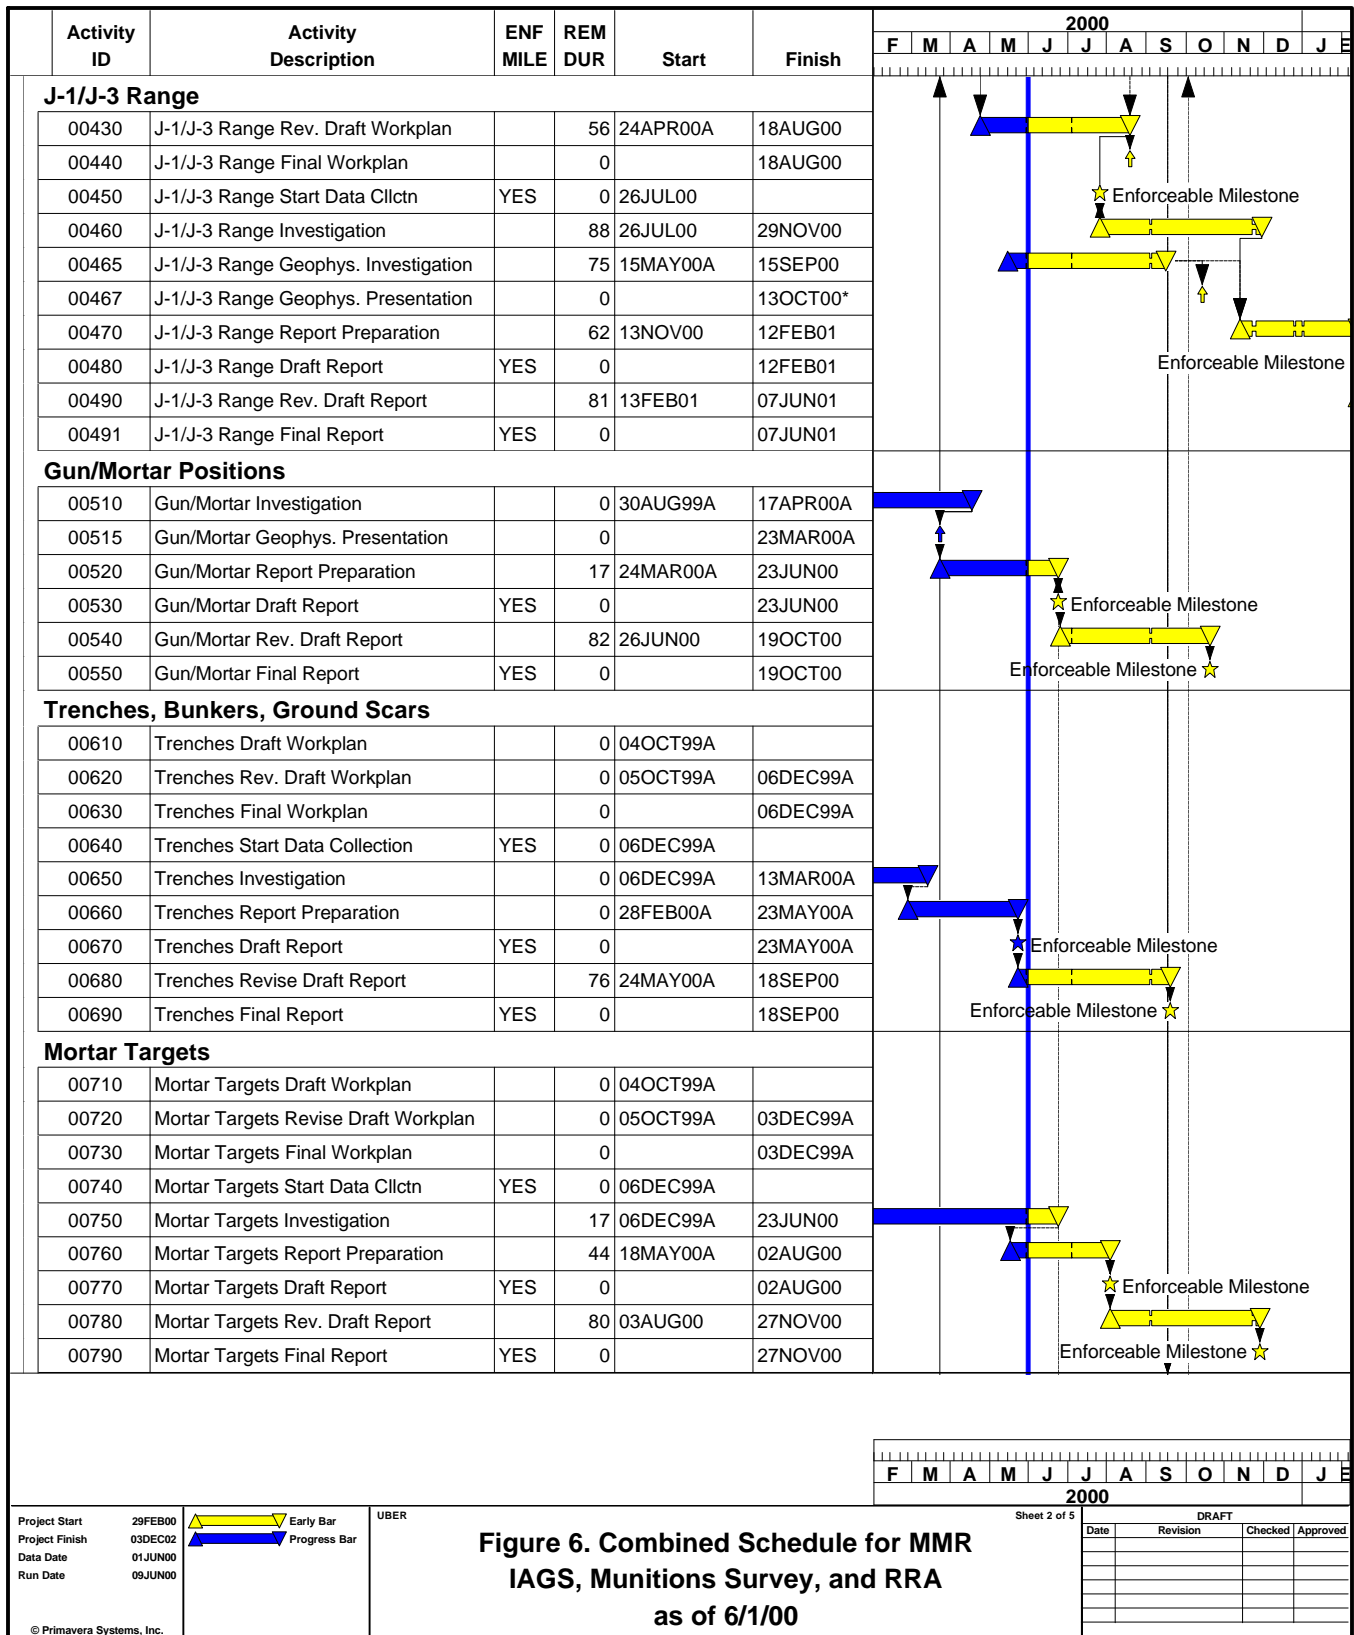 Activity ID | Activity Description | ENF MILE | REM DUR | Start | Finish | 2000
F M A M J J A S O N D J F
J-1/J-3 Range
00430 J-1/J-3 Range Rev. Draft Workplan 56 24APR00A 18AUG00
00440 J-1/J-3 Range Final Workplan 0 18AUG00
00450 J-1/J-3 Range Start Data Cllctn YES 0 26JUL00 Enforceable Milestone
00460 J-1/J-3 Range Investigation 88 26JUL00 29NOV00
00465 J-1/J-3 Range Geophys. Investigation 75 15MAY00A 15SEP00
00467 J-1/J-3 Range Geophys. Presentation 0 13OCT00*
00470 J-1/J-3 Range Report Preparation 62 13NOV00 12FEB01
00480 J-1/J-3 Range Draft Report YES 0 12FEB01 Enforceable Milestone
00490 J-1/J-3 Range Rev. Draft Report 81 13FEB01 07JUN01
00491 J-1/J-3 Range Final Report YES 0 07JUN01
Gun/Mortar Positions
00510 Gun/Mortar Investigation 0 30AUG99A 17APR00A
00515 Gun/Mortar Geophys. Presentation 0 23MAR00A
00520 Gun/Mortar Report Preparation 17 24MAR00A 23JUN00
00530 Gun/Mortar Draft Report YES 0 23JUN00 Enforceable Milestone
00540 Gun/Mortar Rev. Draft Report 82 26JUN00 19OCT00
00550 Gun/Mortar Final Report YES 0 19OCT00 Enforceable Milestone
Trenches, Bunkers, Ground Scars
00610 Trenches Draft Workplan 0 04OCT99A
00620 Trenches Rev. Draft Workplan 0 05OCT99A 06DEC99A
00630 Trenches Final Workplan 0 06DEC99A
00640 Trenches Start Data Collection YES 0 06DEC99A
00650 Trenches Investigation 0 06DEC99A 13MAR00A
00660 Trenches Report Preparation 0 28FEB00A 23MAY00A
00670 Trenches Draft Report YES 0 23MAY00A Enforceable Milestone
00680 Trenches Revise Draft Report 76 24MAY00A 18SEP00
00690 Trenches Final Report YES 0 18SEP00 Enforceable Milestone
Mortar Targets
00710 Mortar Targets Draft Workplan 0 04OCT99A
00720 Mortar Targets Revise Draft Workplan 0 05OCT99A 03DEC99A
00730 Mortar Targets Final Workplan 0 03DEC99A
00740 Mortar Targets Start Data Cllctn YES 0 06DEC99A
00750 Mortar Targets Investigation 17 06DEC99A 23JUN00
00760 Mortar Targets Report Preparation 44 18MAY00A 02AUG00
00770 Mortar Targets Draft Report YES 0 02AUG00 Enforceable Milestone
00780 Mortar Targets Rev. Draft Report 80 03AUG00 27NOV00
00790 Mortar Targets Final Report YES 0 27NOV00 Enforceable Milestone
F M A M J J A S O N D J F
2000
Project Start 29FEB00
Project Finish 03DEC02
Data Date 01JUN00
Run Date 09JUN00
© Primavera Systems, Inc.
Early Bar
Progress Bar
UBER
Sheet 2 of 5
Figure 6. Combined Schedule for MMR
IAGS, Munitions Survey, and RRA
as of 6/1/00
DRAFT
Date Revision Checked Approved